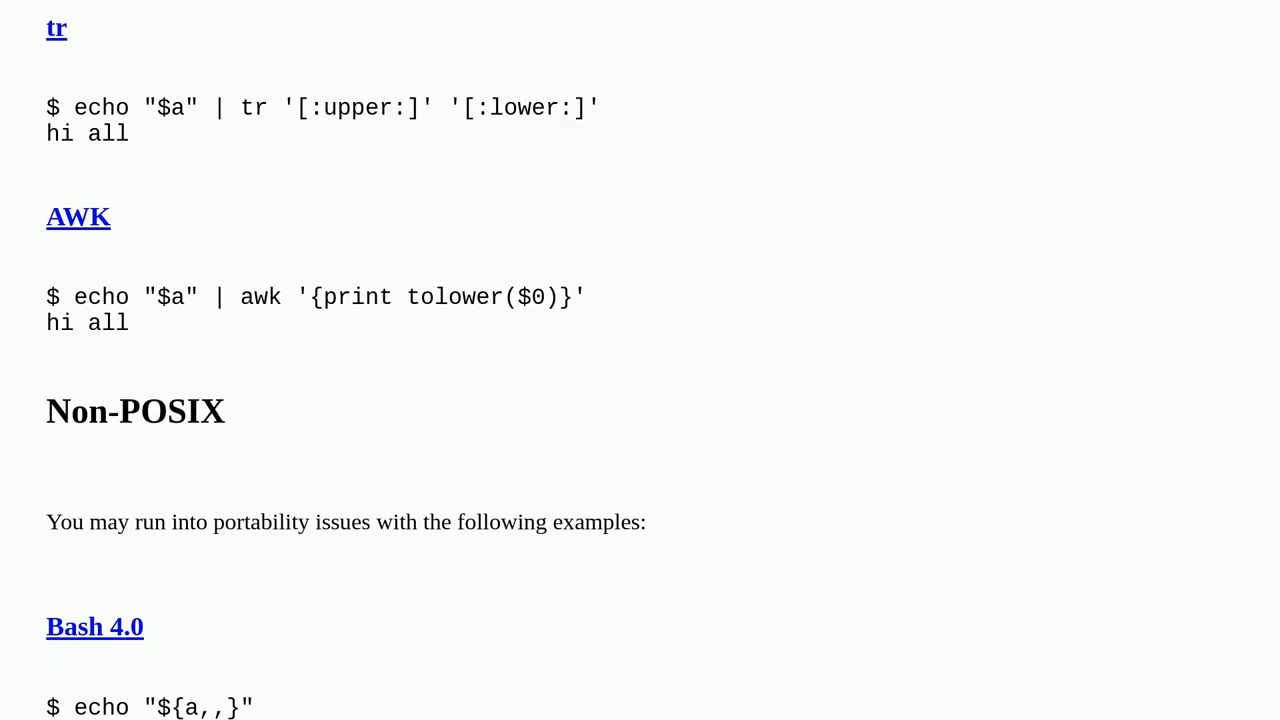 tr
$ echo "$a" | tr '[:upper:]' '[:lower:]'
hi all
AWK
$ echo "$a" | awk '{print tolower($0)}'
hi all
Non-POSIX
You may run into portability issues with the following examples:
Bash 4.0
$ echo "${a,,}"